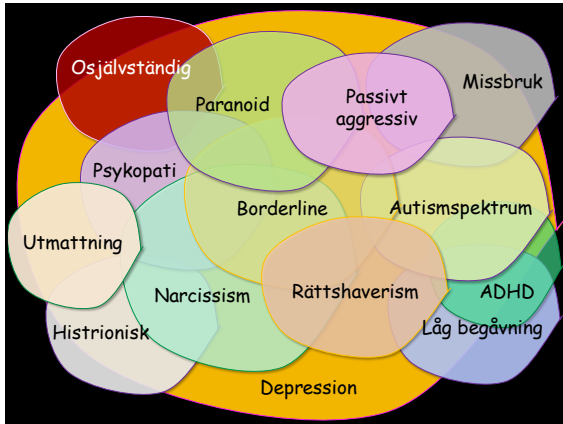 Osjälvständig
Missbruk
Paranoid
Passivt
aggressiv
Psykopati
Borderline
Autismspektrum
Utmattning
Narcissism
Rättshaverism
ADHD
Histrionisk
Låg begåvning
Depression